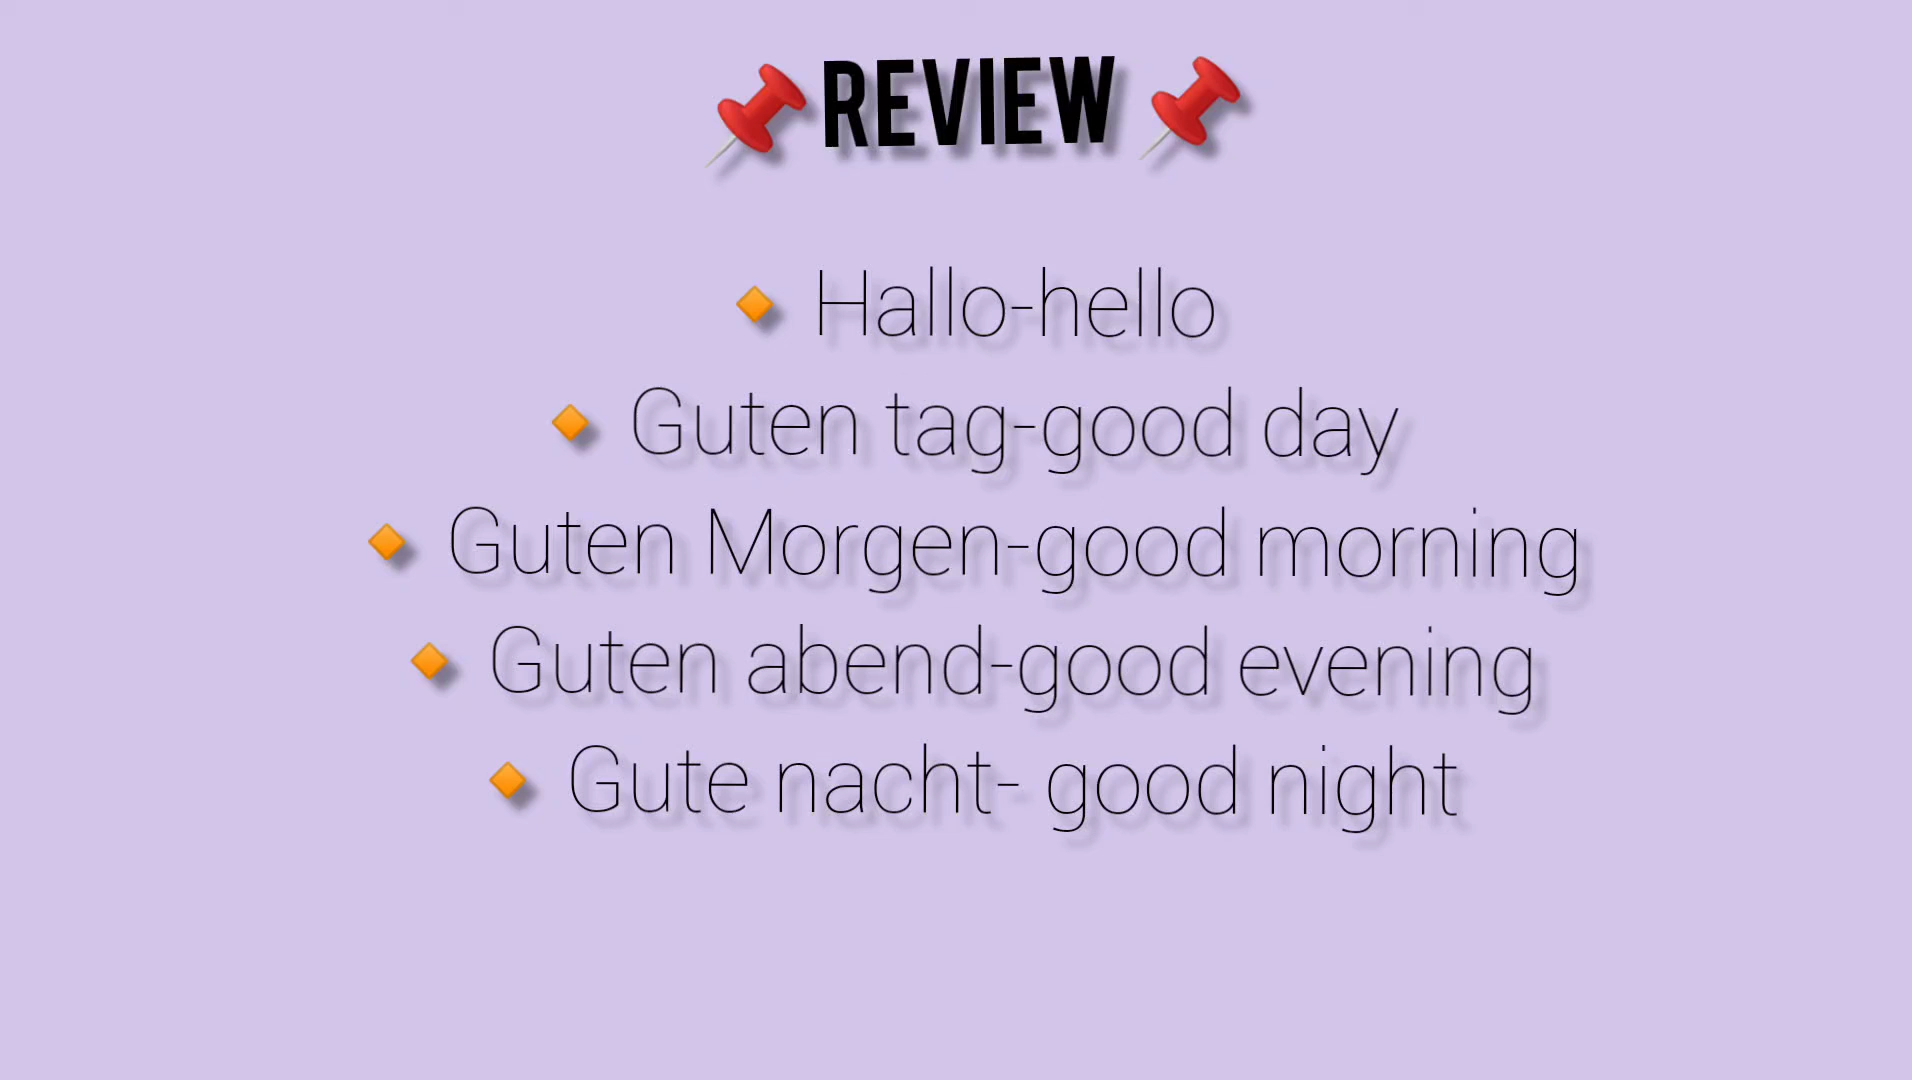 REVIEW
Hallo-hello
Guten tag-good day
Guten Morgen-good morning
Guten abend-good evening
Gute nacht- good night